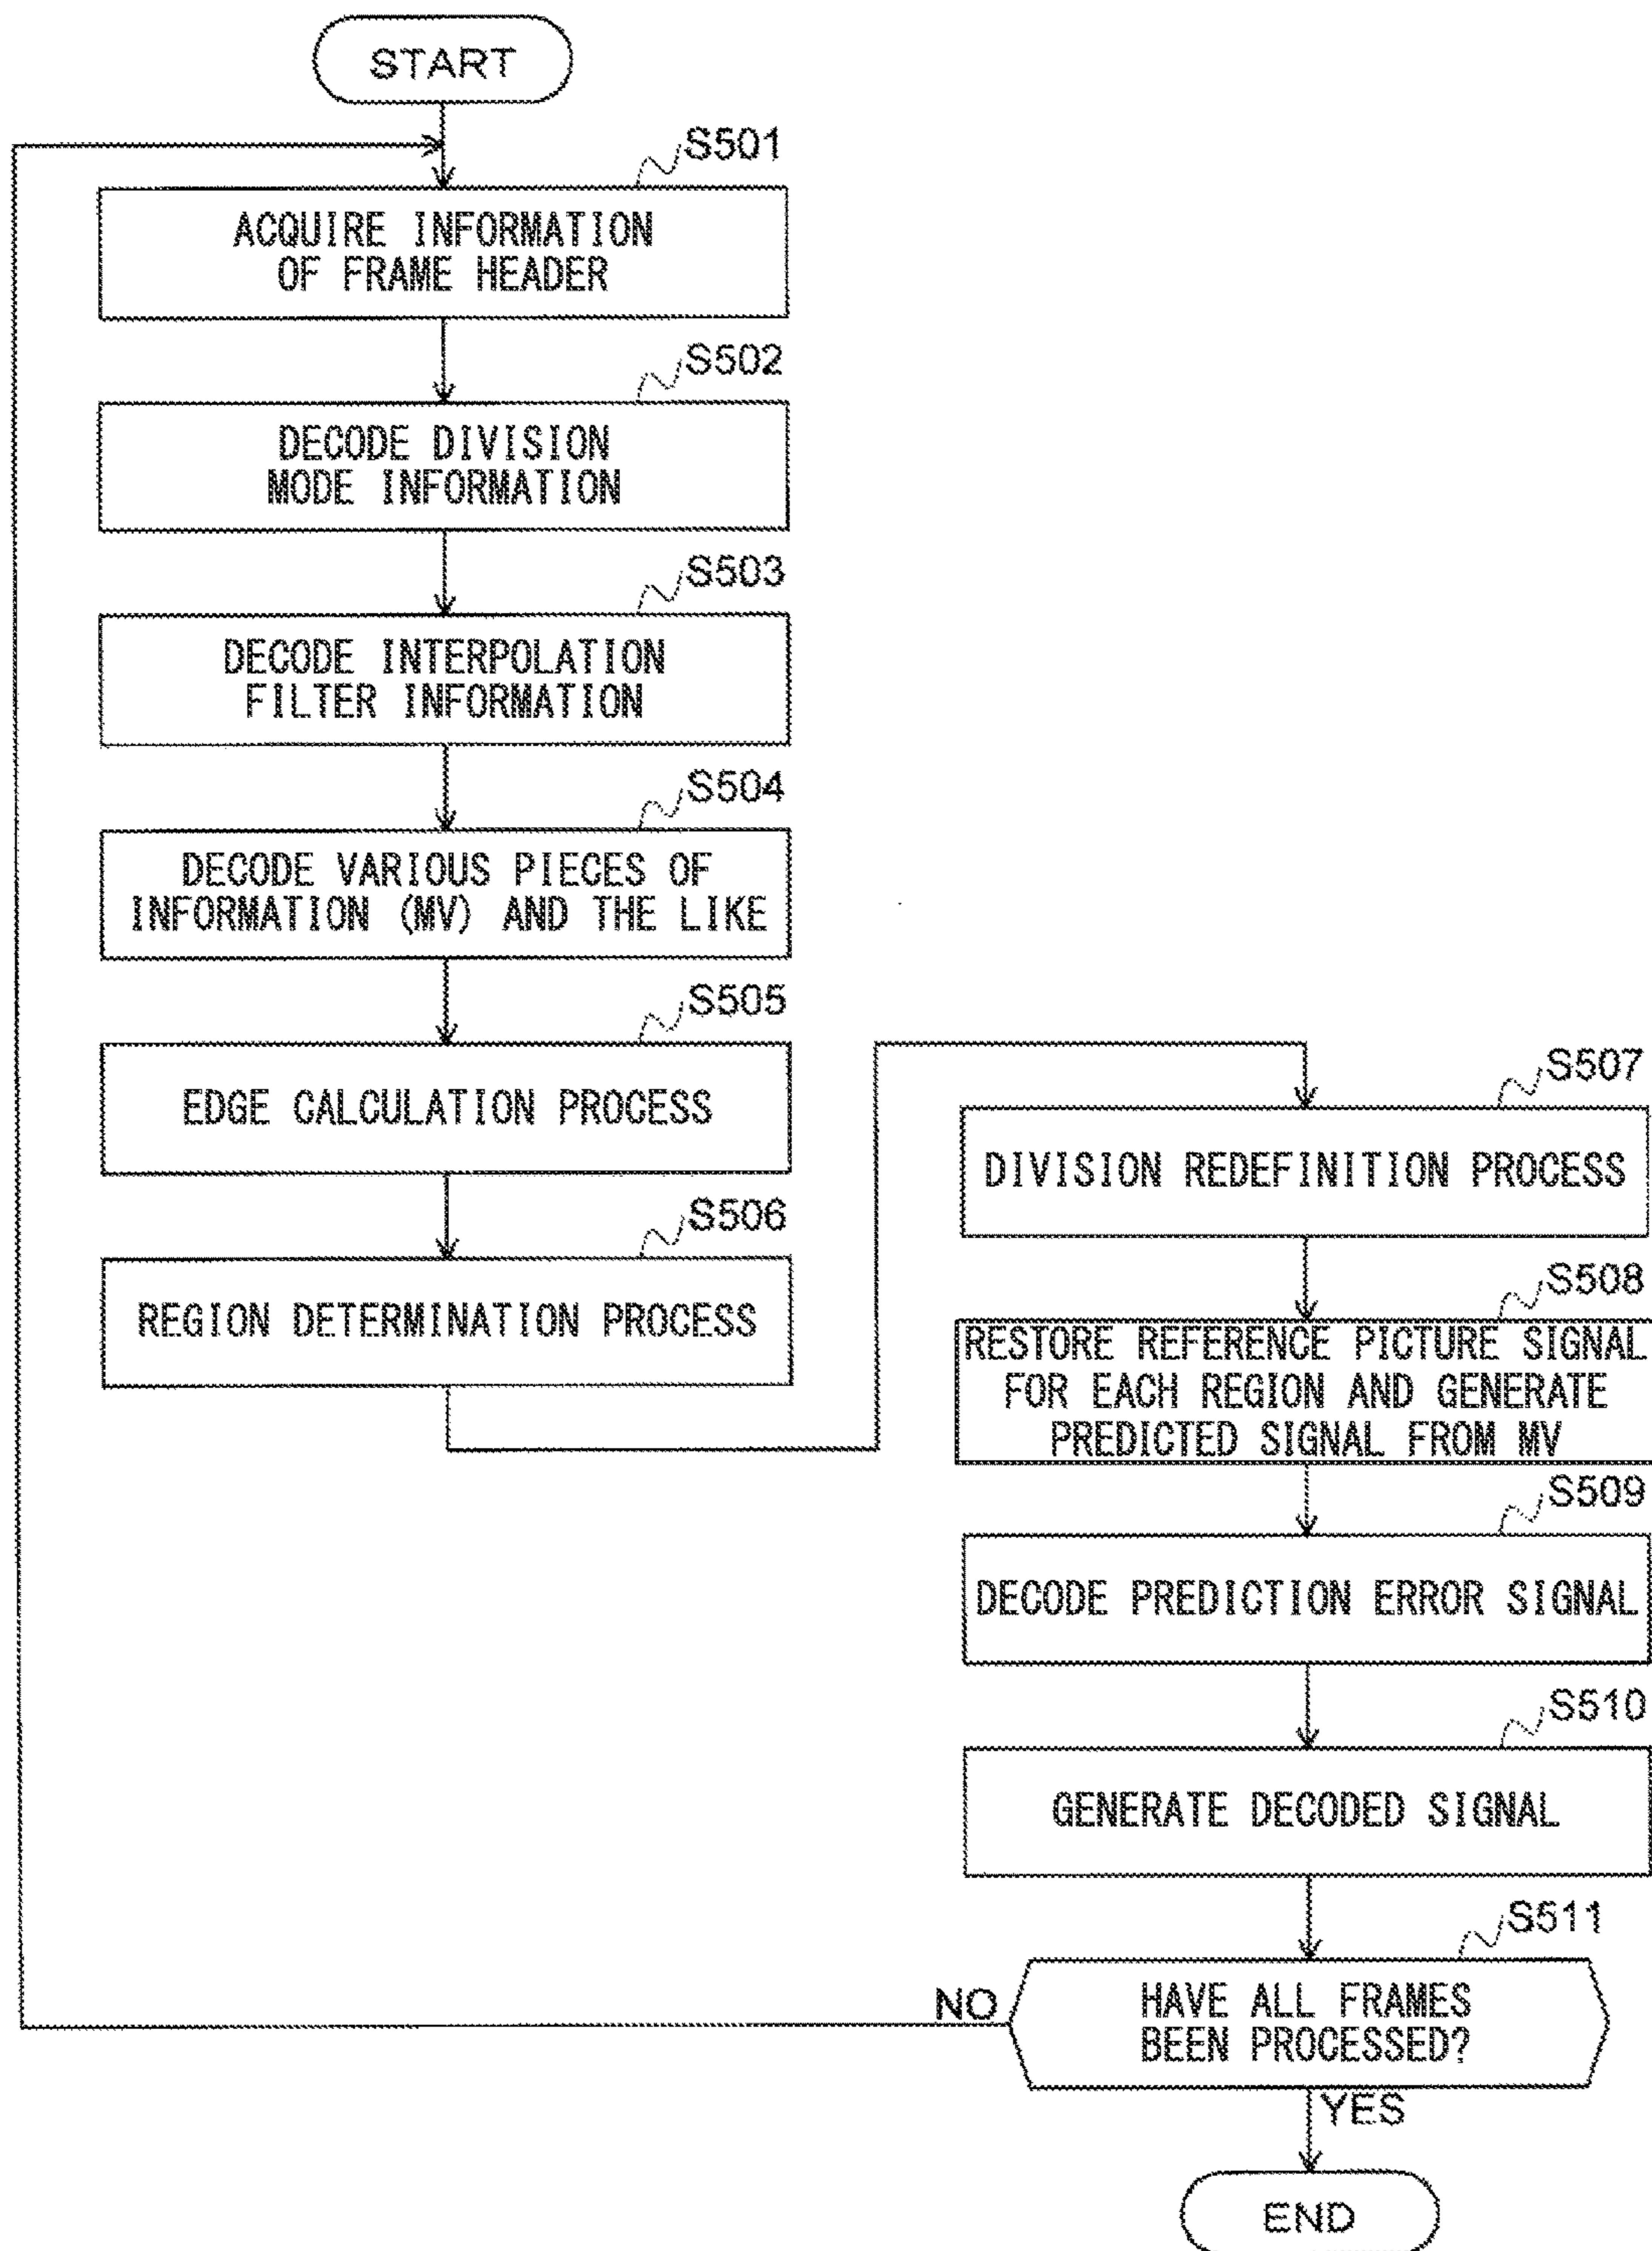 START
S501
ACQUIRE INFORMATION
OF FRAME HEADER
S502
DECODE DIVISION
MODE INFORMATION
S503
DECODE INTERPOLATION
FILTER INFORMATION
S504
DECODE VARIOUS PIECES OF
INFORMATION (MV) AND THE LIKE
S505
EDGE CALCULATION PROCESS
S506
REGION DETERMINATION PROCESS
S507
DIVISION REDEFINITION PROCESS
S508
RESTORE REFERENCE PICTURE SIGNAL
FOR EACH REGION AND GENERATE
PREDICTED SIGNAL FROM MV
S509
DECODE PREDICTION ERROR SIGNAL
S510
GENERATE DECODED SIGNAL
S511
HAVE ALL FRAMES
BEEN PROCESSED?
NO
YES
END